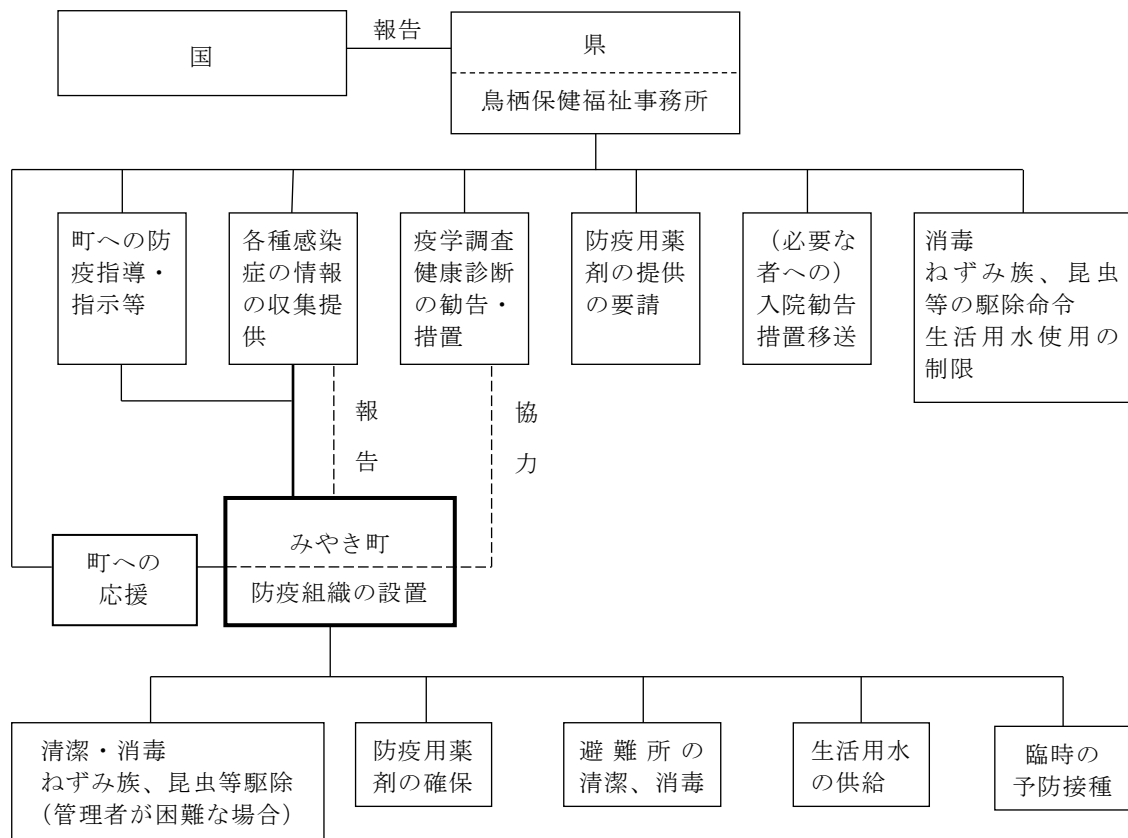 国
報告
県
鳥栖保健福祉事務所
町への防
疫指導・
指示等
各種感染
症の情報
の収集提
供
疫学調査
健康診断
の勧告・
措置
防疫用薬
剤の提供
の要請
（必要な
者への）
入院勧告
措置移送
消毒
ねずみ族、昆虫
等の駆除命令
生活用水使用の
制限
報
告
協
力
町への
応援
みやき町
防疫組織の設置
清潔・消毒
ねずみ族、昆虫等駆除
（管理者が困難な場合）
防疫用薬
剤の確保
避難所の
清潔、消毒
生活用水
の供給
臨時の
予防接種